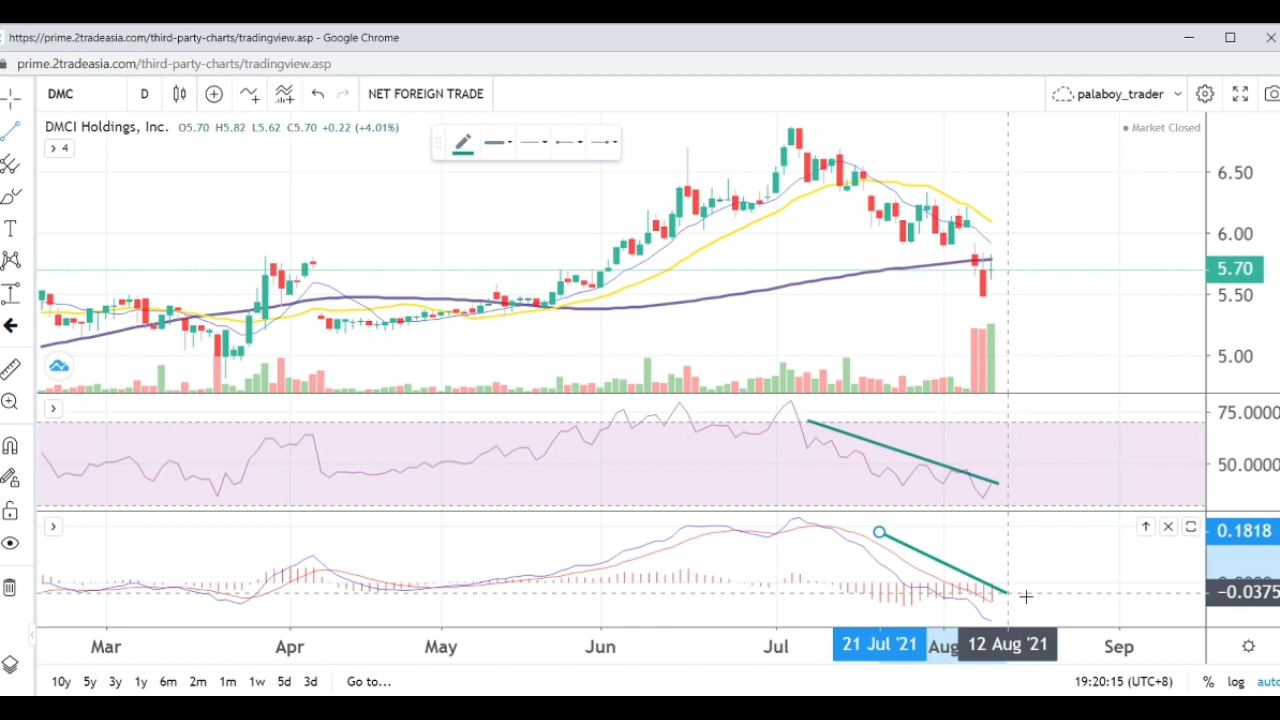 https://prime.2tradeasia.com/third-party-charts/tradingview.asp - Google Chrome
prime.2tradeasia.com/third-party-charts/tradingview.asp
DMC D NET FOREIGN TRADE palaboy_trader
DMCI Holdings, Inc. O5.70 H5.82 L5.62 C5.70 +0.22 (+4.01%) Market Closed
4
6.50
6.00
5.70
5.50
5.00
75.0000
50.0000
0.1818
−0.0375
Mar Apr May Jun Jul 21 Jul '21 Aug 12 Aug '21 Sep
10y 5y 3y 1y 6m 2m 1m 1w 5d 3d Go to... 19:20:15 (UTC+8) % log auto